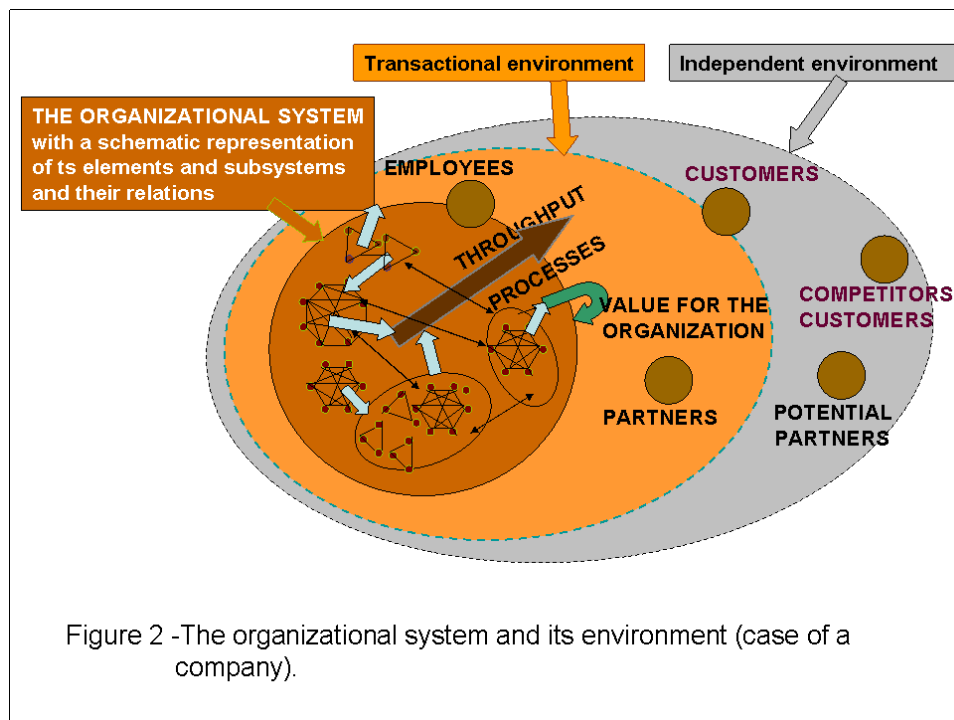 Transactional environment
Independent environment
THE ORGANIZATIONAL SYSTEM
with a schematic representation
of ts elements and subsystems
and their relations
EMPLOYEES
CUSTOMERS
THROUGHPUT
PROCESSES
VALUE FOR THE
ORGANIZATION
COMPETITORS
CUSTOMERS
PARTNERS
POTENTIAL
PARTNERS
Figure 2 -The organizational system and its environment (case of a
company).